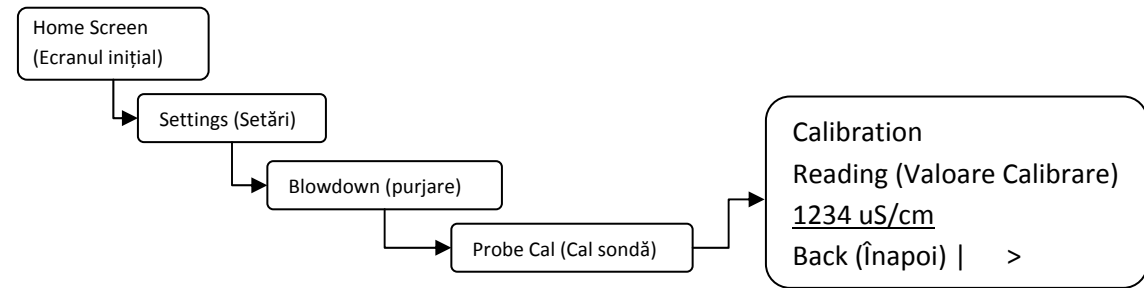 Home Screen
(Ecranul inițial)
Settings (Setări)
Blowdown (purjare)
Probe Cal (Cal sondă)
Calibration
Reading (Valoare Calibrare)
1234 uS/cm
Back (Înapoi) | >